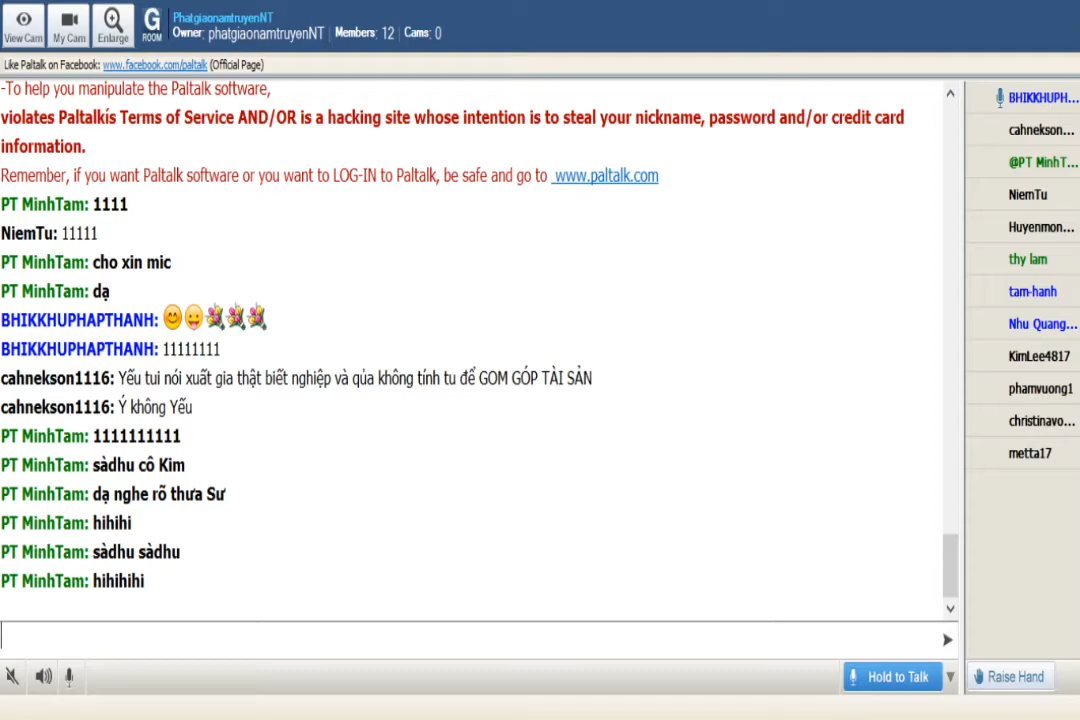 View Cam
My Cam
Enlarge
G
ROOM
PhatgiaonamtruyenNT
Owner: phatgiaonamtruyenNT | Members: 12 | Cams: 0
Like Paltalk on Facebook: www.facebook.com/paltalk (Official Page)
-To help you manipulate the Paltalk software,
violates Paltalkís Terms of Service AND/OR is a hacking site whose intention is to steal your nickname, password and/or credit card
information.
Remember, if you want Paltalk software or you want to LOG-IN to Paltalk, be safe and go to www.paltalk.com
PT MinhTam: 1111
NiemTu: 11111
PT MinhTam: cho xin mic
PT MinhTam: dạ
BHIKKHUPHAPTHANH:
BHIKKHUPHAPTHANH: 11111111
cahnekson1116: Yếu tui nói xuất gia thật biết nghiệp và qủa không tính tu để GOM GÓP TÀI SẢN
cahnekson1116: Ý không Yếu
PT MinhTam: 1111111111
PT MinhTam: sàdhu cô Kim
PT MinhTam: dạ nghe rõ thưa Sư
PT MinhTam: hihihi
PT MinhTam: sàdhu sàdhu
PT MinhTam: hihihihi
Hold to Talk
BHIKKHUPH...
cahnekson...
@PT MinhT...
NiemTu
Huyenmon...
thy lam
tam-hanh
Nhu Quang...
KimLee4817
phamvuong1
christinavo...
metta17
Raise Hand